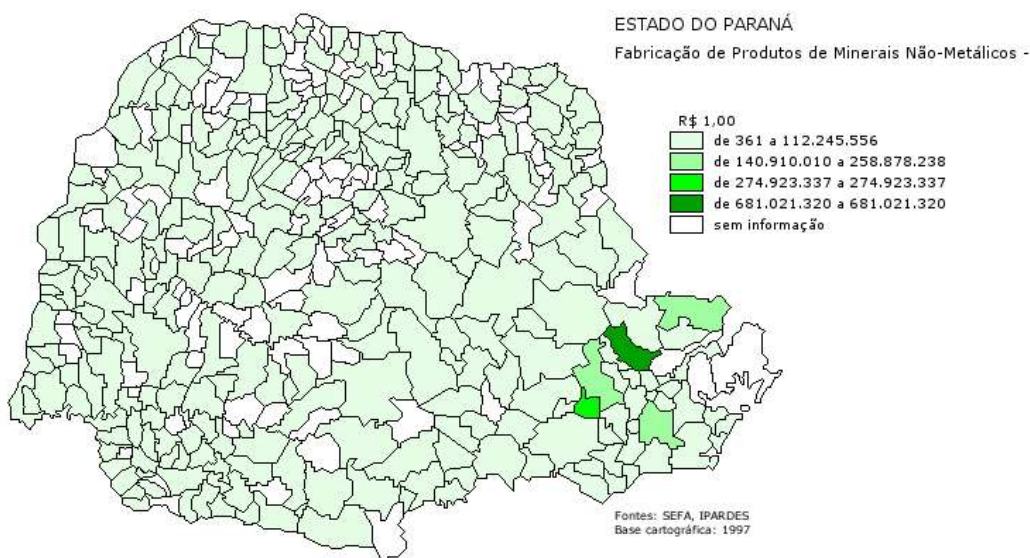 ESTADO DO PARANÁ
Fabricação de Produtos de Minerais Não-Metálicos -
R$ 1,00
de 361 a 112.245.556
de 140.910.010 a 258.878.238
de 274.923.337 a 274.923.337
de 681.021.320 a 681.021.320
sem informação
Fontes: SEFA, IPARDES
Base cartográfica: 1997